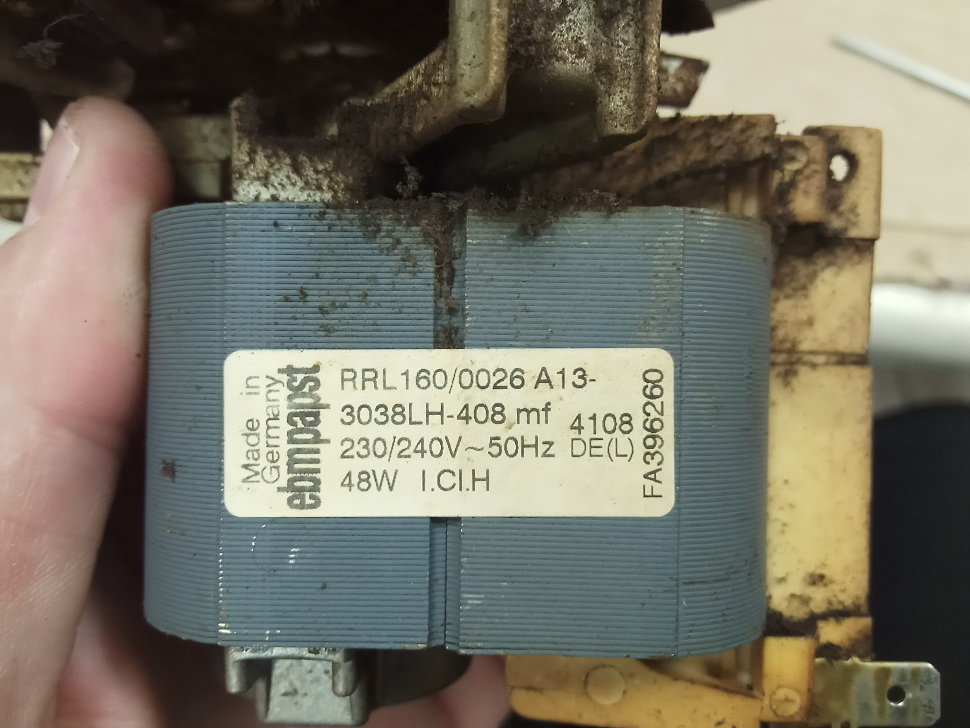 Made in
Germany
ebmpapst
RRL160/0026 A13-
3038LH-408 mf
230/240V~50Hz
48W I.Cl.H
4108
DE(L)
FA396260